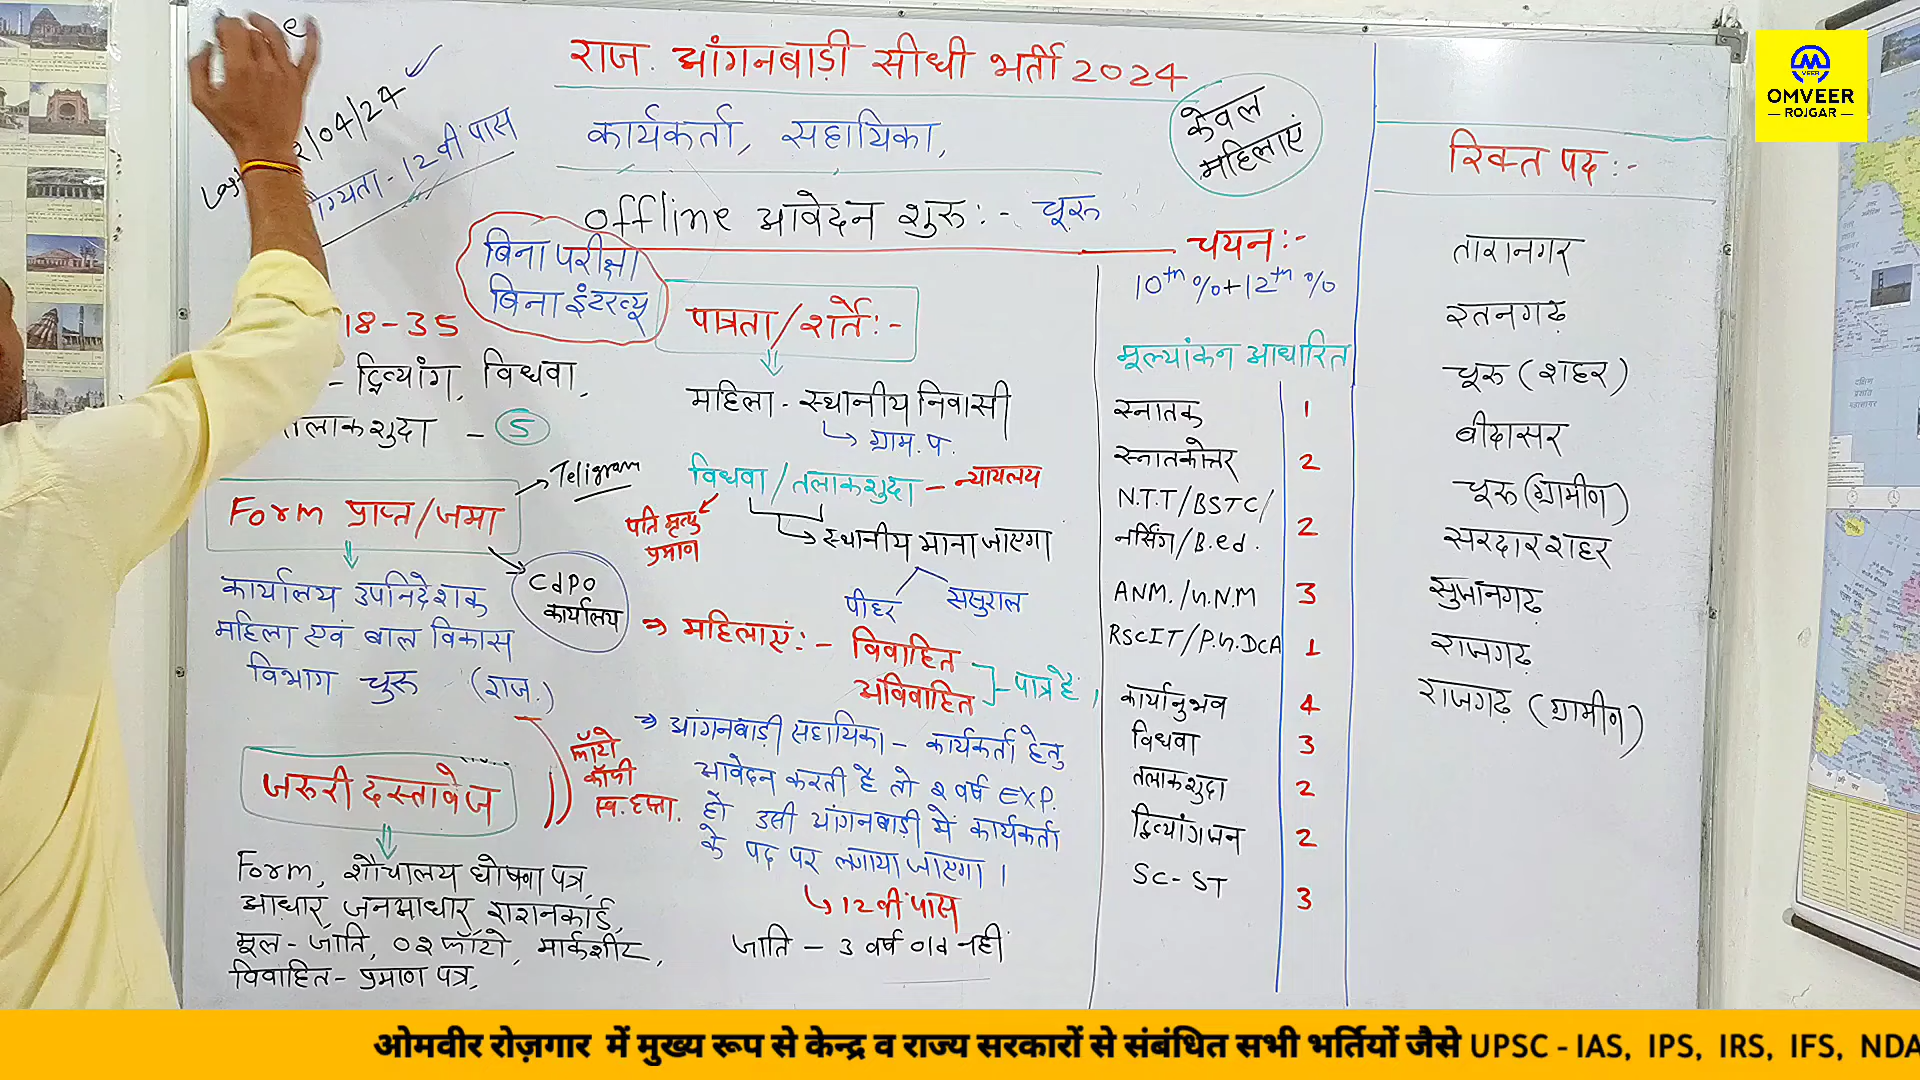 राज. आंगनबाड़ी सीधी भर्ती 2024
कार्यकर्ता, सहायिका,
केवल
महिलाएं
/04/24
12 वीं पास
offline आवेदन शुरू:- चूरू
बिना परीक्षा
बिना इंटरव्यू
18-35
- दिव्यांग, विधवा,
तलाकशुदा - 5
Form प्राप्त/जमा
Teligram
CdPO
कार्यालय
कार्यालय उपनिदेशक
महिला एवं बाल विकास
विभाग चुरू (राज.)
जरुरी दस्तावेज
फोटो
कॉपी
स्व. हस्ता.
Form, शौचालय घोषणा पत्र,
आधार, जनआधार, राशनकार्ड,
मूल - जाति, 02 फोटो, मार्कशीट,
विवाहित - प्रमाण पत्र,
पात्रता/शर्ते:-
महिला - स्थानीय निवासी
ग्राम. प.
विधवा/तलाकशुदा - न्यायलय
पति मृत्यु
प्रमाण
स्थानीय माना जाएगा
पीहर ससुराल
महिलाएं:- विवाहित
अविवाहित
पात्र है।
आंगनबाड़ी सहायिका - कार्यकर्ता हेतु
आवेदन करती है तो 2 वर्ष EXP.
हो उसी आंगनबाड़ी में कार्यकर्ता
के पद पर लगाया जाएगा।
12 वीं पास
जाति - 3 वर्ष नही
चयन:-
10th % + 12th %
मूल्यांकन आधारित
स्नातक 1
स्नातकोत्तर 2
N.T.T/BSTC/
नर्सिंग/B.ed. 2
ANM./G.N.M 3
RSCIT/P.G.DCA 1
कार्यानुभव 4
विधवा 3
तलाकशुदा 2
दिव्यांगजन 2
SC-ST 3
रिक्त पद:-
तारानगर
रतनगढ़
चूरू (शहर)
बीदासर
चूरू (ग्रामीण)
सरदारशहर
सुजानगढ़
राजगढ़
राजगढ़ (ग्रामीण)
VEER
OMVEER
ROJGAR
ओमवीर रोज़गार में मुख्य रूप से केन्द्र व राज्य सरकारों से संबंधित सभी भर्तियों जैसे UPSC - IAS, IPS, IRS, IFS, NDA